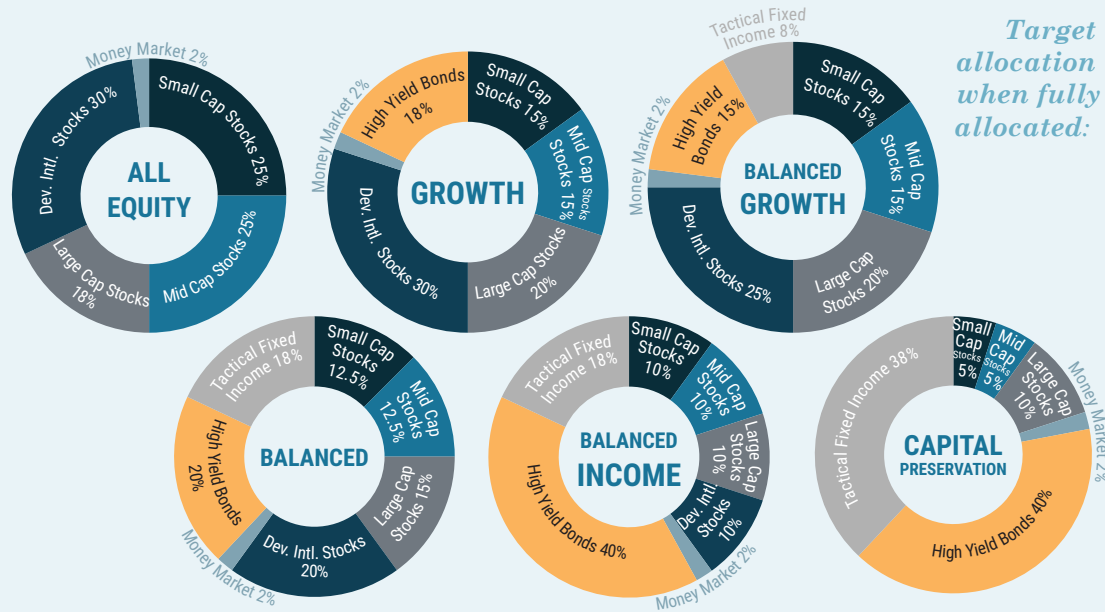 Target
allocation
when fully
allocated:
ALL
EQUITY
Small Cap Stocks 25%
Mid Cap Stocks 25%
Large Cap Stocks
18%
Dev. Intl. Stocks 30%
Money Market 2%
GROWTH
Small Cap
Stocks 15%
Mid Cap Stocks
Stocks 15%
Large Cap Stocks
20%
Dev. Intl. Stocks 30%
Money Market 2%
High Yield Bonds
18%
BALANCED
GROWTH
Small Cap
Stocks 15%
Mid Cap
Stocks 15%
Large Cap
Stocks 20%
Dev. Intl. Stocks 25%
Money Market 2%
High Yield
Bonds 15%
Tactical Fixed
Income 8%
BALANCED
Small Cap
Stocks
12.5%
Mid Cap
Stocks
12.5%
Large Cap
Stocks 15%
Dev. Intl. Stocks
20%
Money Market 2%
High Yield Bonds
20%
Tactical Fixed
Income 18%
BALANCED
INCOME
Small Cap
Stocks
10%
Mid Cap
Stocks
10%
Large Cap
Stocks
10%
Dev. Intl.
Stocks
10%
Money Market 2%
High Yield Bonds 40%
Tactical Fixed
Income 18%
CAPITAL
PRESERVATION
Small
Cap
Stocks
5%
Mid
Cap
Stocks
5%
Large Cap
Stocks
10%
Money Market 2%
High Yield Bonds 40%
Tactical Fixed Income 38%